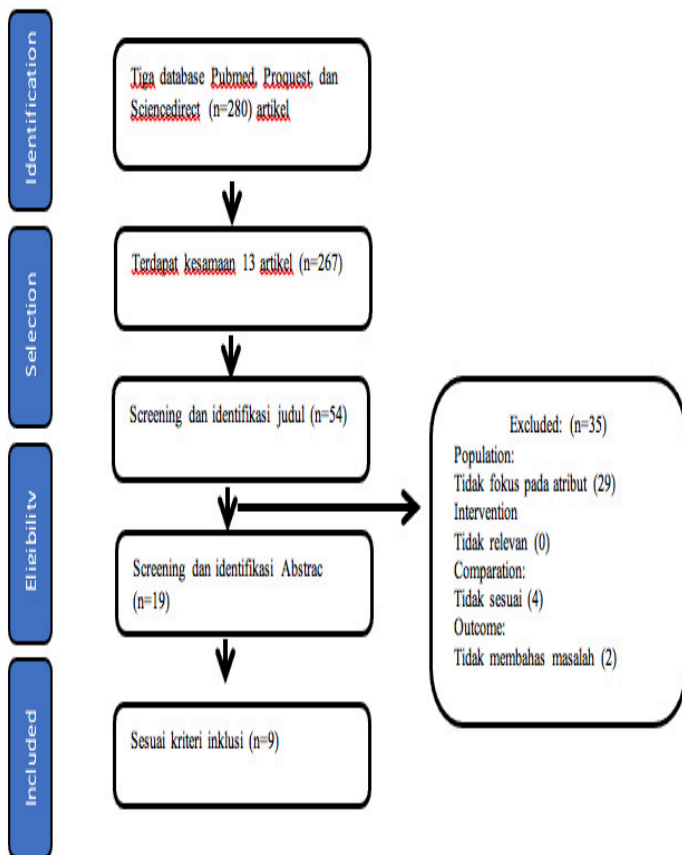 Identification
Tiga database Pubmed, Proquest, dan
Sciencedirect (n=280) artikel
Selection
Terdapat kesamaan 13 artikel (n=267)
Screening dan identifikasi judul (n=54)
Excluded: (n=35)
Population:
Tidak fokus pada atribut (29)
Intervention
Tidak relevan (0)
Comparation:
Tidak sesuai (4)
Outcome:
Tidak membahas masalah (2)
Eligibility
Screening dan identifikasi Abstrac
(n=19)
Included
Sesuai kriteri inklusi (n=9)